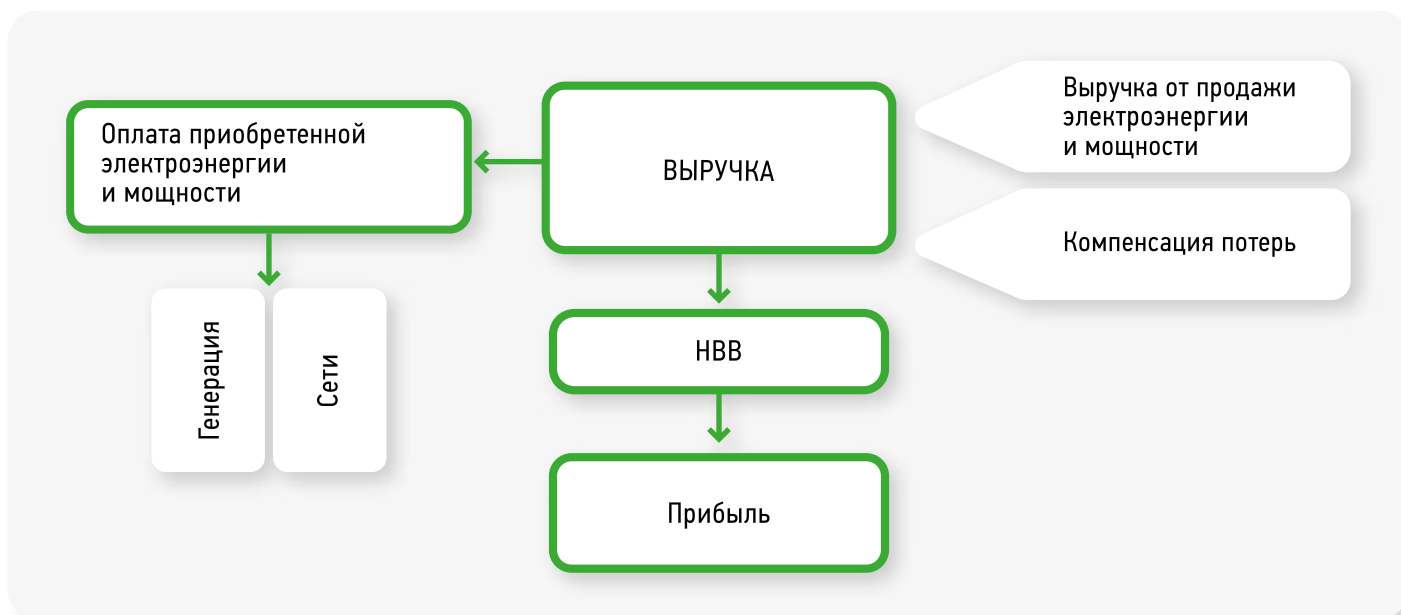 Оплата приобретенной
электроэнергии
и мощности
ВЫРУЧКА
Выручка от продажи
электроэнергии
и мощности
Компенсация потерь
Генерация
Сети
НВВ
Прибыль